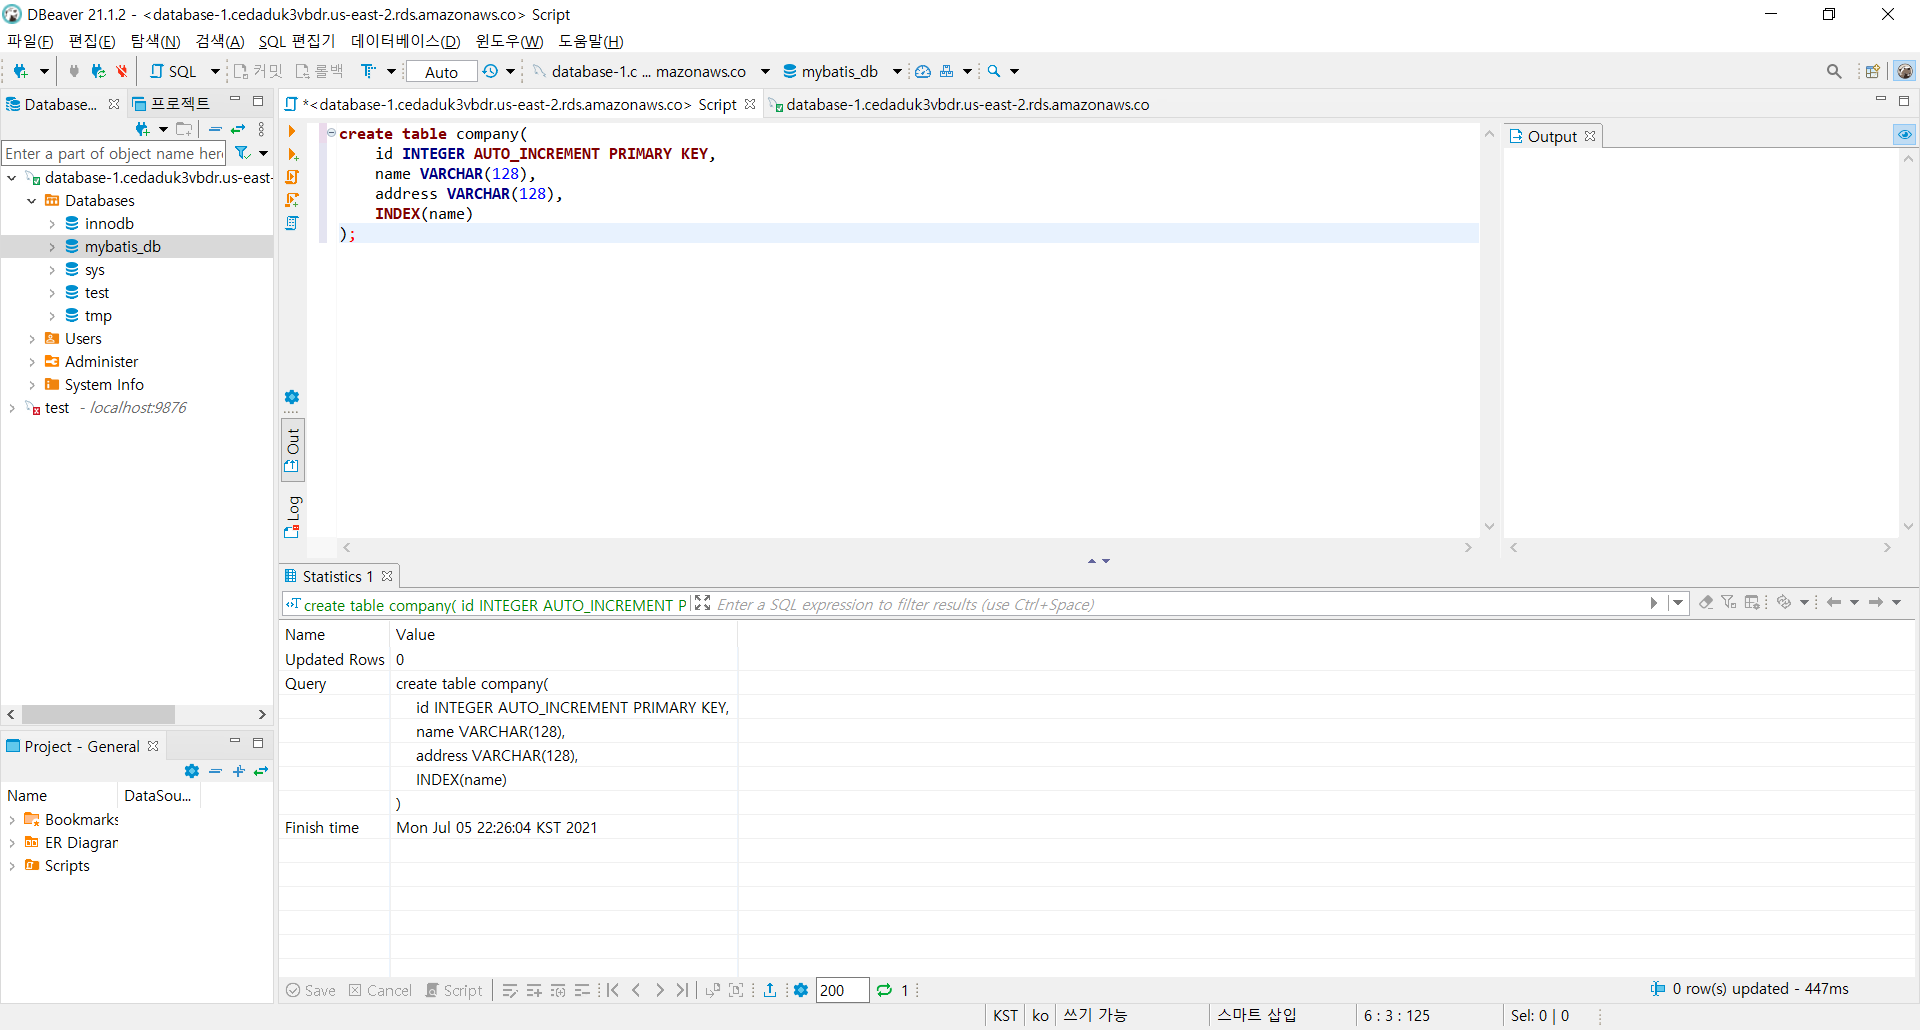 DBeaver 21.1.2 - <database-1.cedaduk3vbdr.us-east-2.rds.amazonaws.co> Script
파일(F) 편집(E) 탐색(N) 검색(A) SQL 편집기 데이터베이스(D) 윈도우(W) 도움말(H)
SQL 커밋 롤백 Auto database-1.c ... mazonaws.co mybatis_db
Database... 프로젝트
*<database-1.cedaduk3vbdr.us-east-2.rds.amazonaws.co> Script database-1.cedaduk3vbdr.us-east-2.rds.amazonaws.co
Enter a part of object name her
database-1.cedaduk3vbdr.us-east-
Databases
innodb
mybatis_db
sys
test
tmp
Users
Administer
System Info
test - localhost:9876
create table company(
id INTEGER AUTO_INCREMENT PRIMARY KEY,
name VARCHAR(128),
address VARCHAR(128),
INDEX(name)
);
Out
Log
Output
Project - General
Name DataSou...
Bookmarks
ER Diagrar
Scripts
Statistics 1
create table company( id INTEGER AUTO_INCREMENT P Enter a SQL expression to filter results (use Ctrl+Space)
Name Value
Updated Rows 0
Query create table company(
id INTEGER AUTO_INCREMENT PRIMARY KEY,
name VARCHAR(128),
address VARCHAR(128),
INDEX(name)
)
Finish time Mon Jul 05 22:26:04 KST 2021
Save Cancel Script 200 1 0 row(s) updated - 447ms
KST ko 쓰기 가능 스마트 삽입 6 : 3 : 125 Sel: 0 | 0